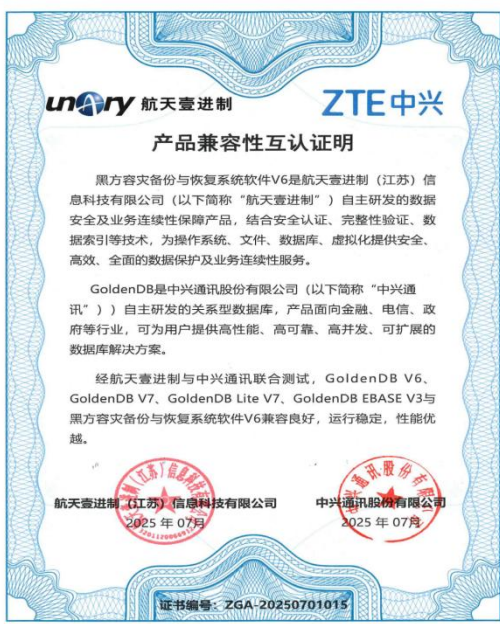 unary 航天壹进制
ZTE中兴
产品兼容性互认证明
黑方容灾备份与恢复系统软件V6是航天壹进制（江苏）信
息科技有限公司（以下简称“航天壹进制”）自主研发的数据
安全及业务连续性保障产品，结合安全认证、完整性验证、数
据索引等技术，为操作系统、文件、数据库、虚拟化提供安全、
高效、全面的数据保护及业务连续性服务。
GoldenDB是中兴通讯股份有限公司（以下简称“中兴通
讯”））自主研发的关系型数据库，产品面向金融、电信、政
府等行业，可为用户提供高性能、高可靠、高并发、可扩展的
数据库解决方案。
经航天壹进制与中兴通讯联合测试，GoldenDB V6、
GoldenDB V7、GoldenDB Lite V7、GoldenDB EBASE V3与
黑方容灾备份与恢复系统软件V6兼容良好，运行稳定，性能优
越。
航天壹进制（江苏）信息科技有限公司
2025 年 07月
中兴通讯股份有限公司
2025 年 07月
证书编号：ZGA-20250701015